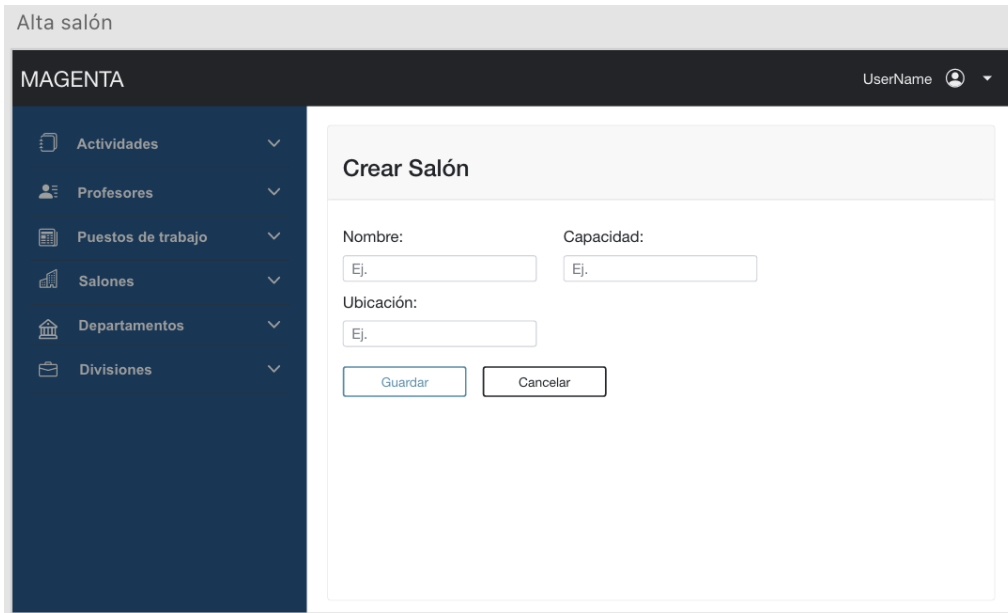 Alta salón
MAGENTA
UserName
Actividades
Profesores
Puestos de trabajo
Salones
Departamentos
Divisiones
Crear Salón
Nombre: Capacidad:
Ej. Ej.
Ubicación:
Ej.
Guardar Cancelar